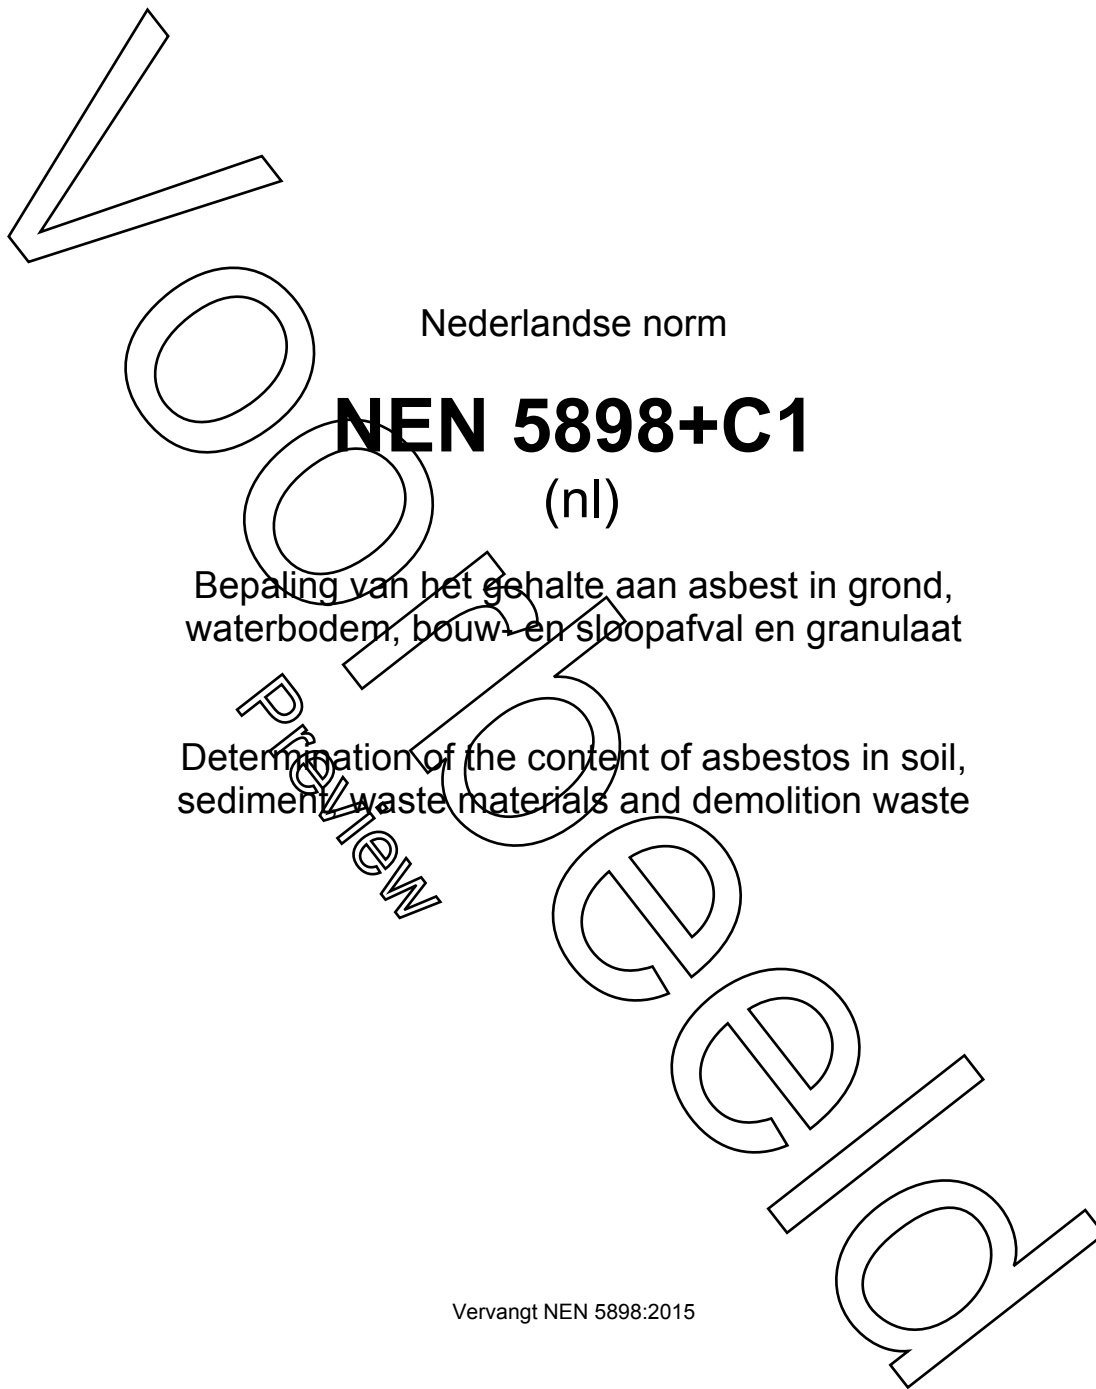 Nederlandse norm
NEN 5898+C1
(nl)
Bepaling van het gehalte aan asbest in grond,
waterbodem, bouw- en sloopafval en granulaat
Determination of the content of asbestos in soil,
sediment, waste materials and demolition waste
Vervangt NEN 5898:2015
Voorbeeld
Preview